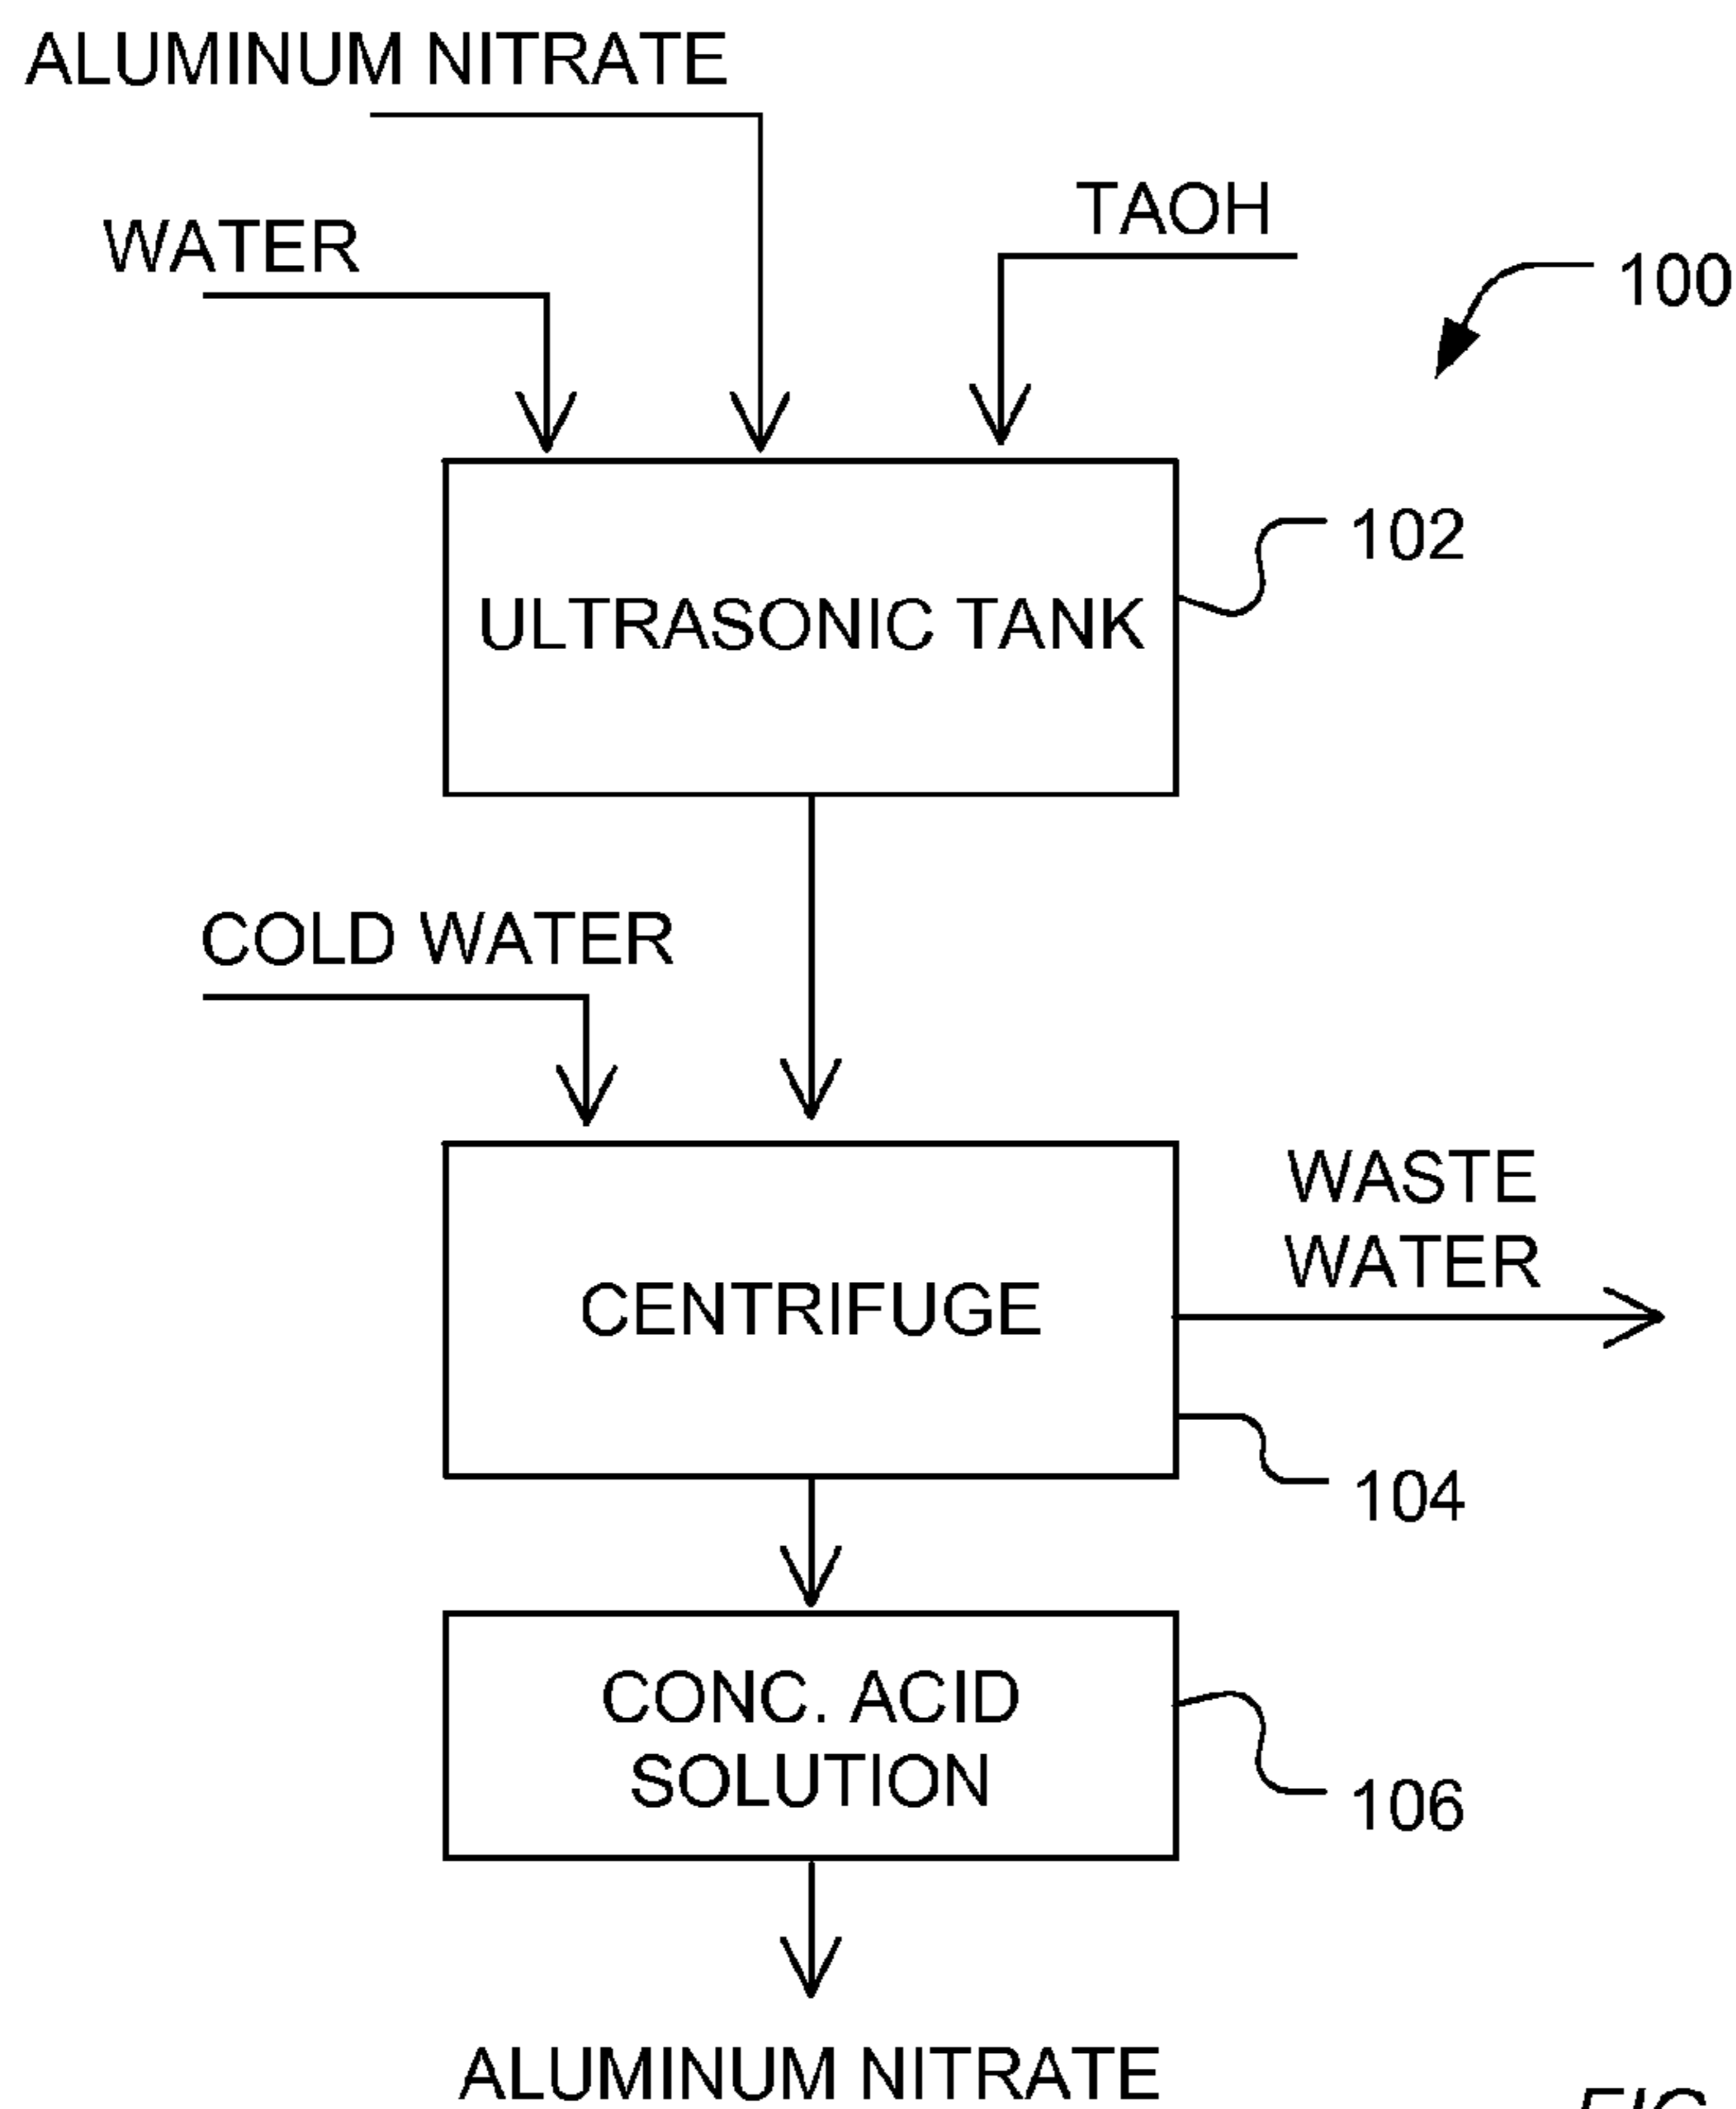 ALUMINUM NITRATE
WATER
TAOH
100
ULTRASONIC TANK
102
COLD WATER
WASTE
WATER
CENTRIFUGE
104
CONC. ACID
SOLUTION
106
ALUMINUM NITRATE